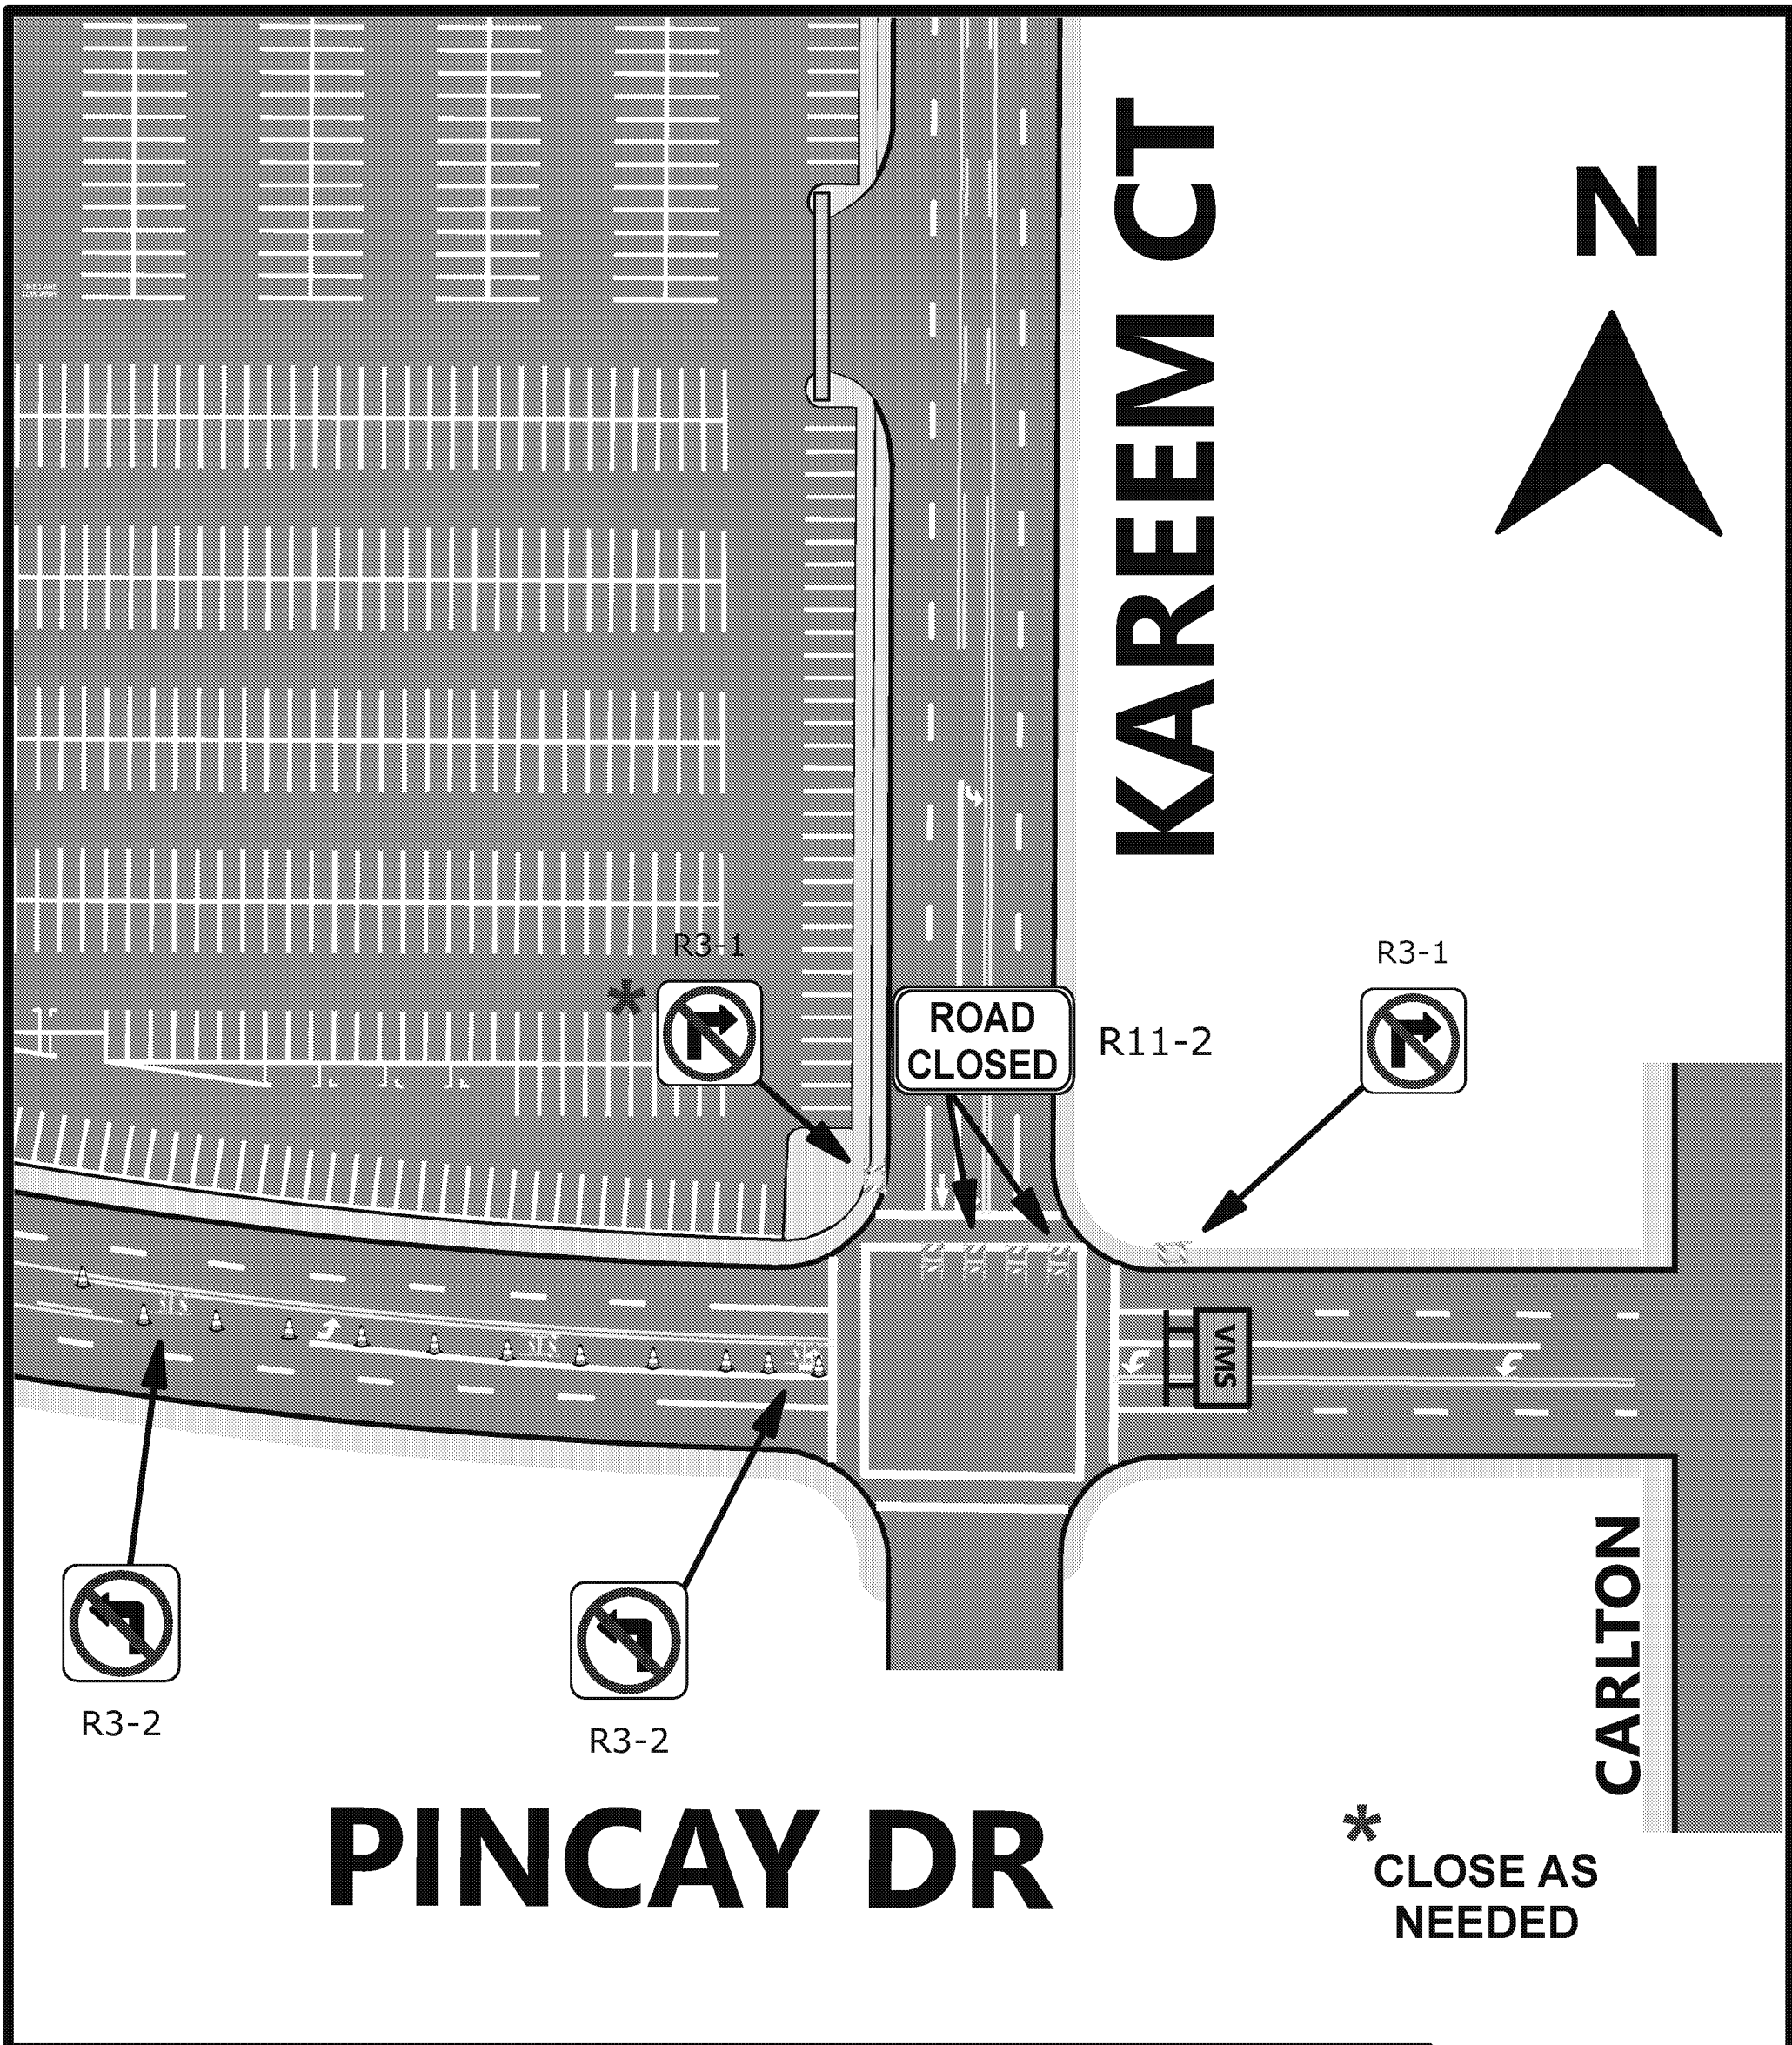 KAREEM CT
N
R3-1
R3-1
*
ROAD
CLOSED
R11-2
VMS
R3-2
R3-2
CARLTON
PINCAY DR
*
CLOSE AS
NEEDED